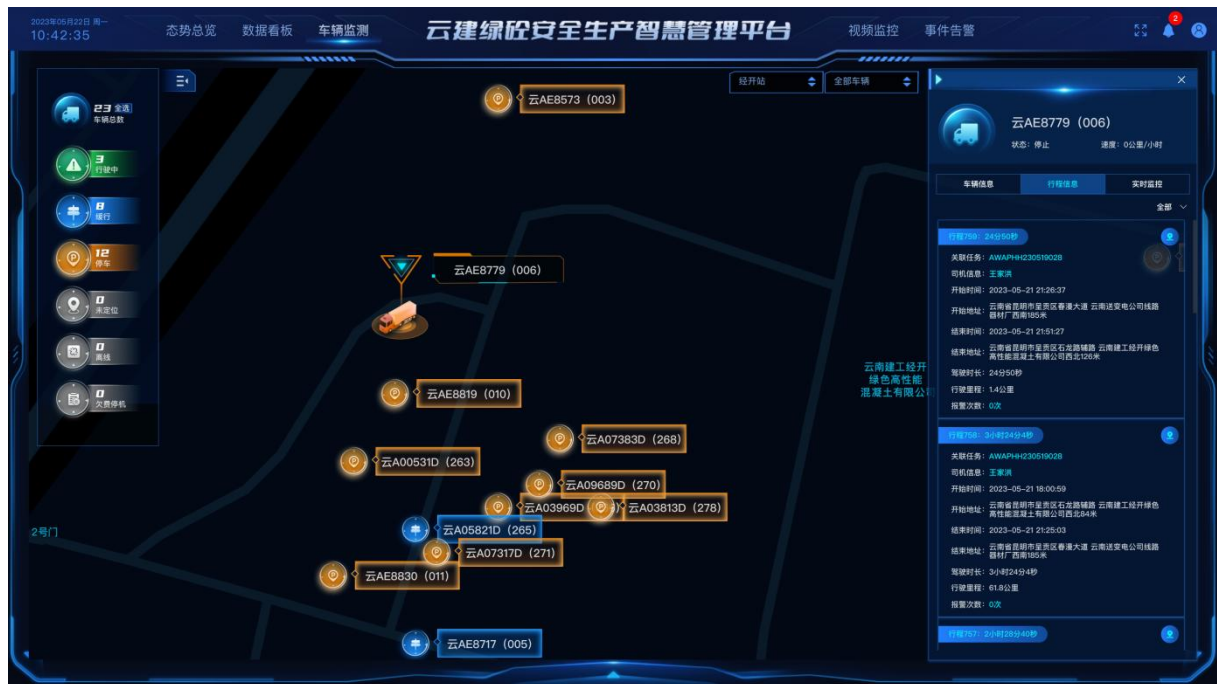 2023年05月22日 周一
10:42:35
态势总览
数据看板
车辆监测
云建绿砼安全生产智慧管理平台
视频监控
事件告警
2
23 全选
车辆总数
3
行驶中
8
缓行
12
停车
0
未定位
0
离线
0
欠费停机
经开站
全部车辆
云AE8573（003）
云AE8779（006）
云AE8819（010）
云A07383D（268）
云A00531D（263）
云A09689D（270）
云A03969D
云A03813D（278）
云A05821D（265）
云A07317D（271）
云AE8830（011）
云AE8717（005）
2号门
云南建工经开
绿色高性能
混凝土有限公
云AE8779（006）
状态：停止
速度：0公里/小时
车辆信息
行程信息
实时监控
全部
行程759：24分50秒
关联任务：AWAPHH230519028
司机信息：王家洪
开始时间：2023-05-21 21:26:37
开始地址：云南省昆明市呈贡区春漫大道 云南送变电公司线路
器材厂西南185米
结束时间：2023-05-21 21:51:27
结束地址：云南省昆明市呈贡区石龙路辅路 云南建工经开绿色
高性能混凝土有限公司西北126米
驾驶时长：24分50秒
行驶里程：1.4公里
报警次数：0次
行程758：3小时24分4秒
关联任务：AWAPHH230519028
司机信息：王家洪
开始时间：2023-05-21 18:00:59
开始地址：云南省昆明市呈贡区石龙路辅路 云南建工经开绿色
高性能混凝土有限公司西北84米
结束时间：2023-05-21 21:25:03
结束地址：云南省昆明市呈贡区春漫大道 云南送变电公司线路
器材厂西南185米
驾驶时长：3小时24分4秒
行驶里程：61.8公里
报警次数：0次
行程757：2小时28分40秒